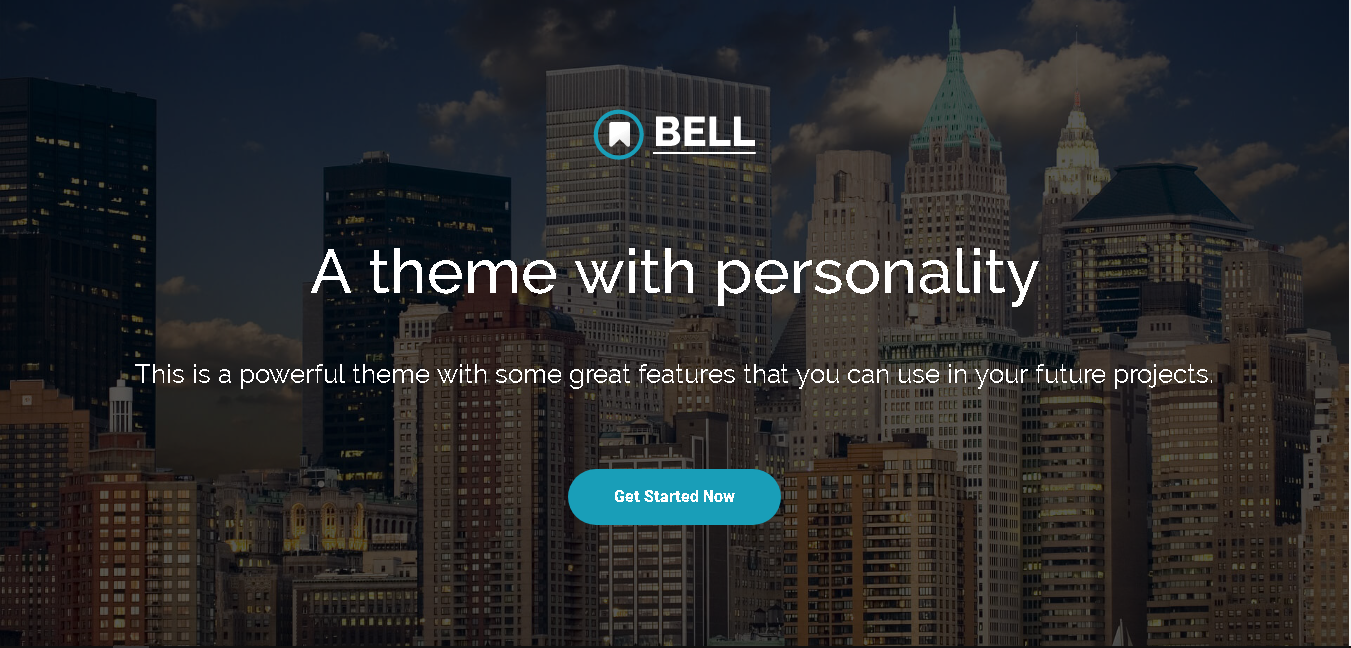 BELL
A theme with personality
This is a powerful theme with some great features that you can use in your future projects.
Get Started Now